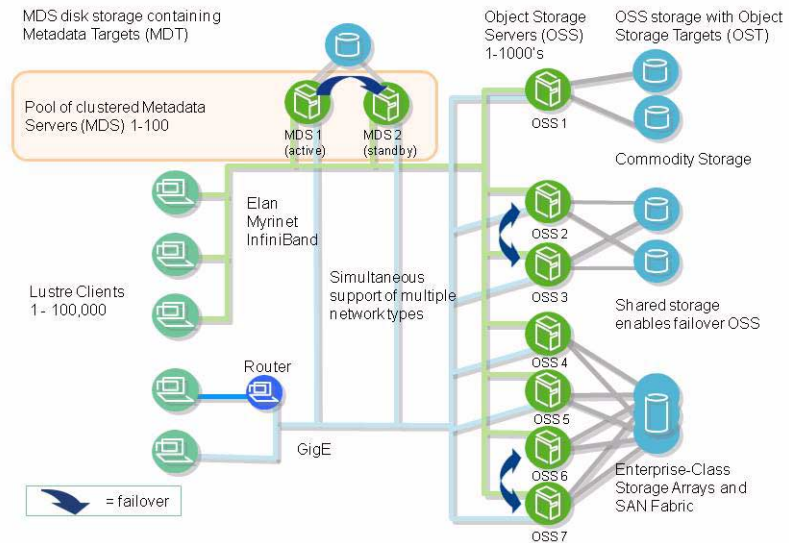 MDS disk storage containing
Metadata Targets (MDT)
Object Storage
Servers (OSS)
1-1000's
OSS storage with Object
Storage Targets (OST)
Pool of clustered Metadata
Servers (MDS) 1-100
MDS 1
(active)
MDS 2
(standby)
OSS 1
Commodity Storage
Elan
Myrinet
InfiniBand
OSS 2
OSS 3
Simultaneous
support of multiple
network types
Lustre Clients
1 - 100,000
Shared storage
enables failover OSS
OSS 4
Router
OSS 5
GigE
OSS 6
Enterprise-Class
Storage Arrays and
SAN Fabric
= failover
OSS 7